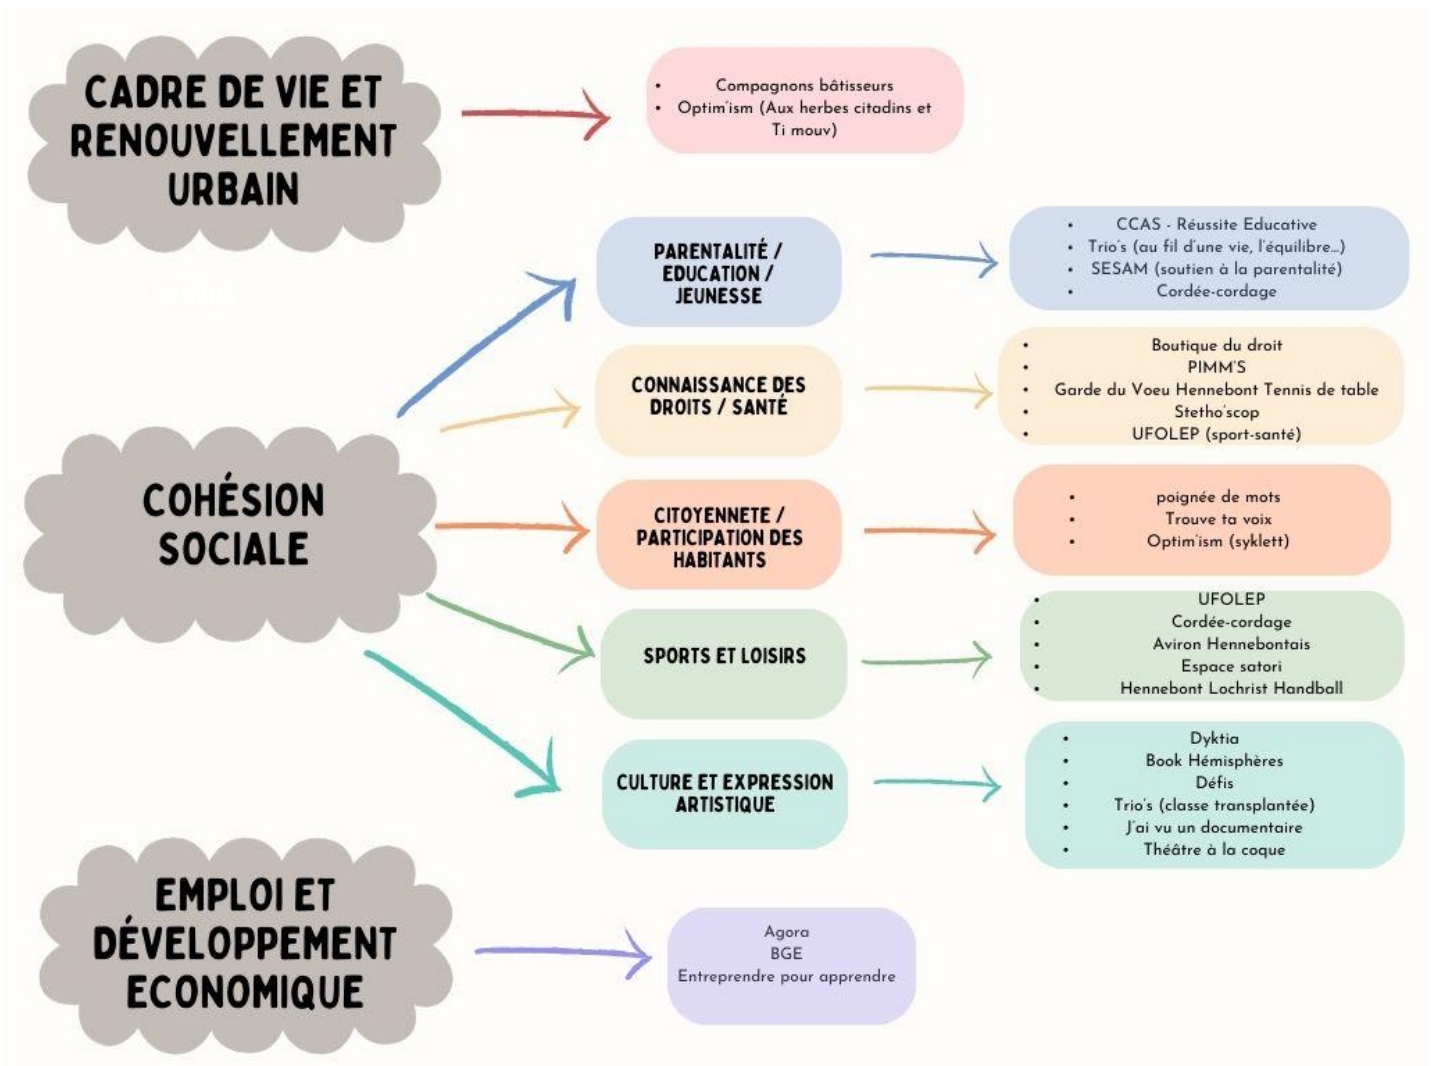 CADRE DE VIE ET
RENOUVELLEMENT
URBAIN
• Compagnons bâtisseurs
• Optim'ism (Aux herbes citadins et
Ti mouv)
PARENTALITÉ /
EDUCATION /
JEUNESSE
• CCAS - Réussite Educative
• Trio's (au fil d'une vie, l'équilibre...)
• SESAM (soutien à la parentalité)
• Cordée-cordage
CONNAISSANCE DES
DROITS / SANTÉ
• Boutique du droit
• PIMM'S
• Garde du Voeu Hennebont Tennis de table
• Stetho'scop
• UFOLEP (sport-santé)
COHÉSION
SOCIALE
CITOYENNETE /
PARTICIPATION DES
HABITANTS
• poignée de mots
• Trouve ta voix
• Optim'ism (syklett)
SPORTS ET LOISIRS
• UFOLEP
• Cordée-cordage
• Aviron Hennebontais
• Espace satori
• Hennebont Lochrist Handball
CULTURE ET EXPRESSION
ARTISTIQUE
• Dyktia
• Book Hémisphères
• Défis
• Trio's (classe transplantée)
• J'ai vu un documentaire
• Théâtre à la coque
EMPLOI ET
DÉVELOPPEMENT
ECONOMIQUE
Agora
BGE
Entreprendre pour apprendre